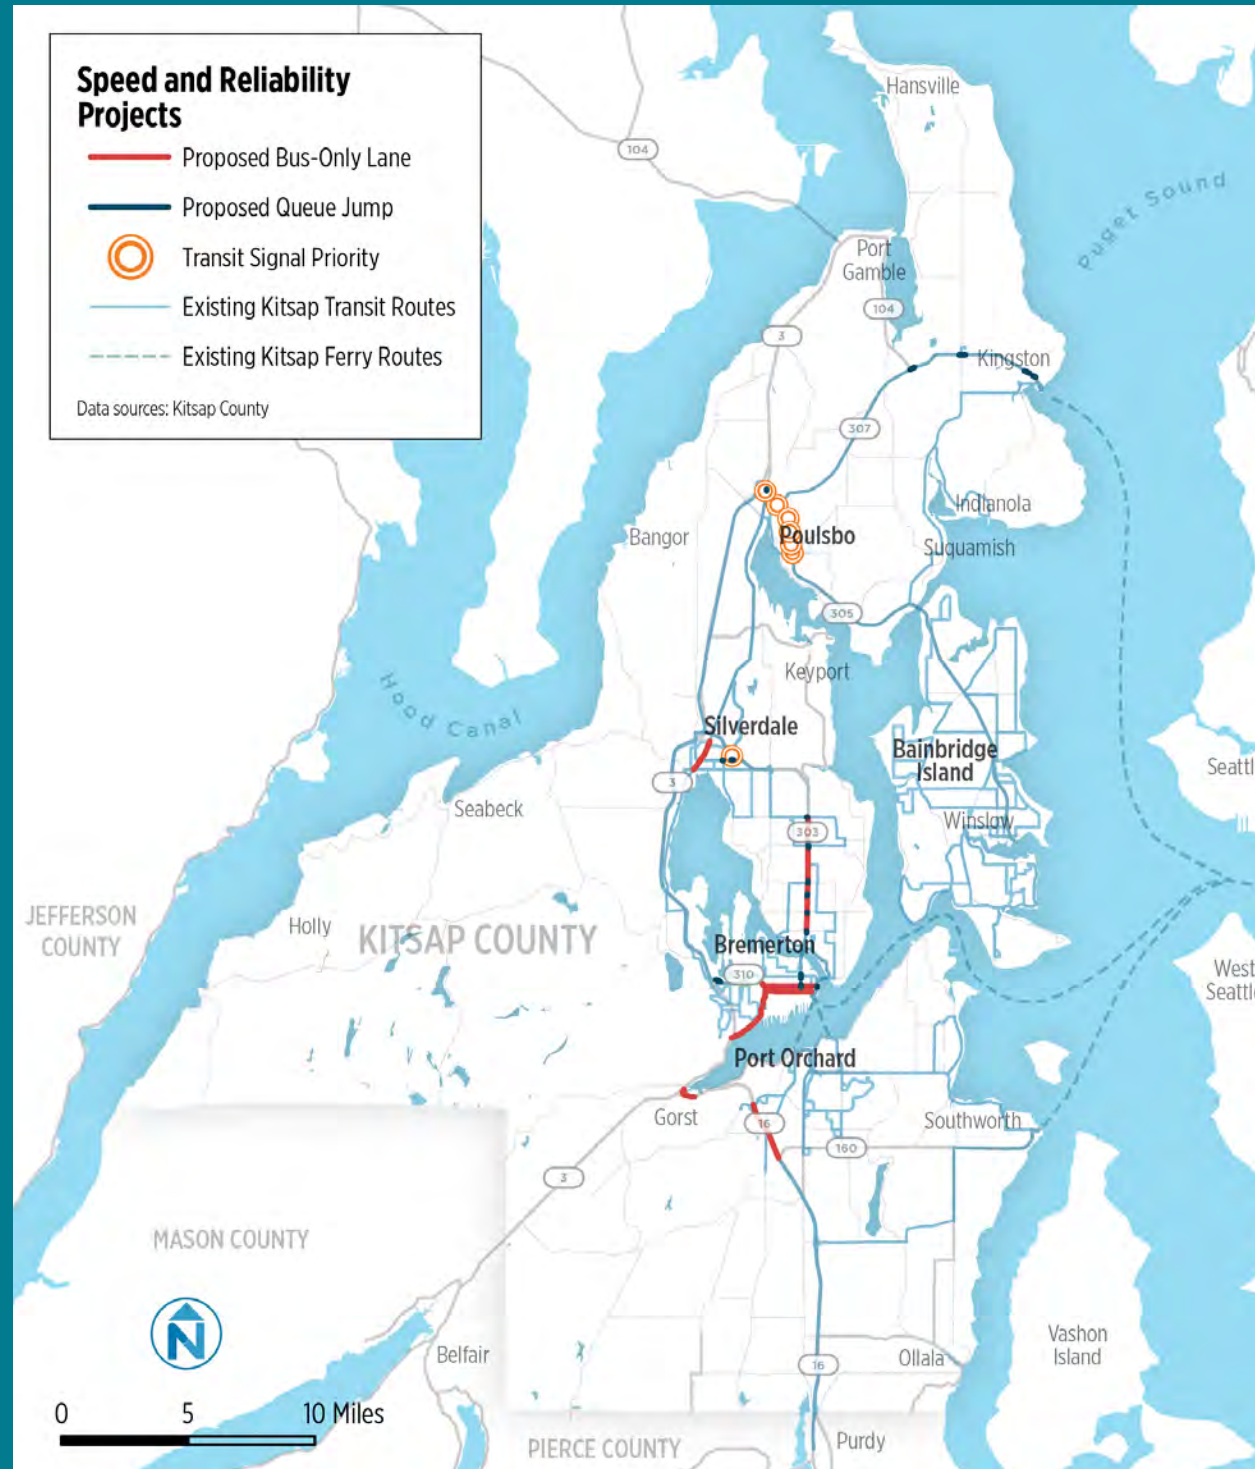 Speed and Reliability
Projects
Proposed Bus-Only Lane
Proposed Queue Jump
Transit Signal Priority
Existing Kitsap Transit Routes
Existing Kitsap Ferry Routes
Data sources: Kitsap County
Hansville
104
Puget Sound
Port
Gamble
104
3
Kingston
307
Indianola
Bangor
Poulsbo
Suquamish
305
Keyport
Hood Canal
Silverdale
Bainbridge
Island
Seattl
3
Seabeck
Winslow
303
JEFFERSON
COUNTY
Holly
KITSAP COUNTY
Bremerton
310
West
Seattle
Port Orchard
Gorst
16
Southworth
160
3
MASON COUNTY
N
Belfair
Vashon
Island
16
Ollala
0 5 10 Miles
PIERCE COUNTY
Purdy